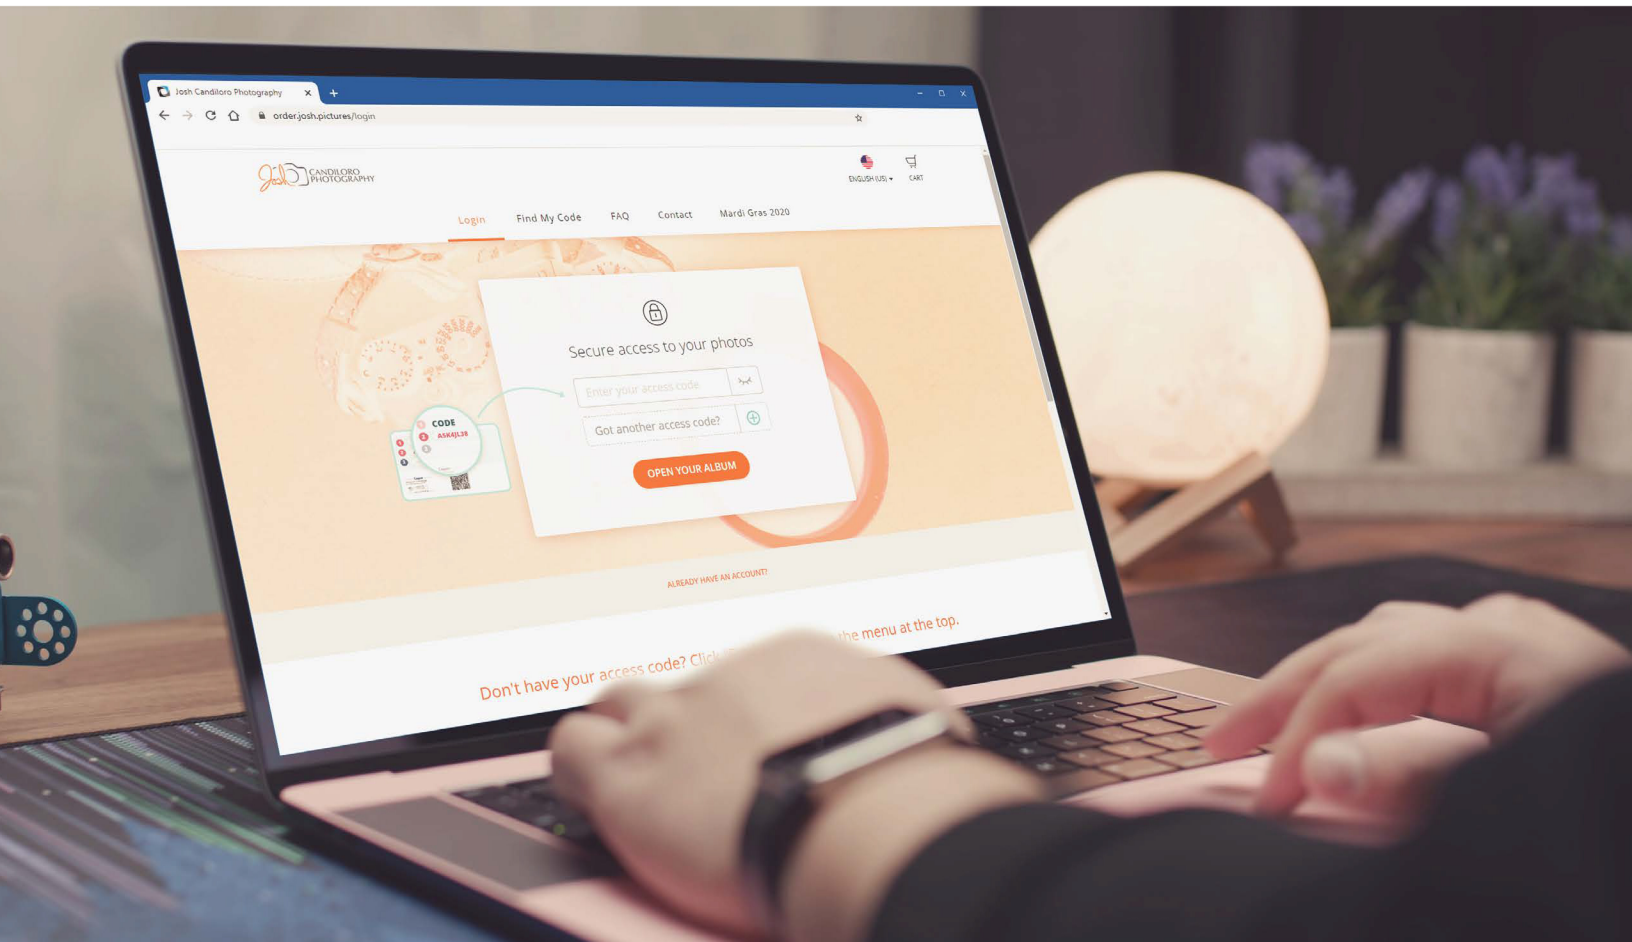 Josh Candiloro Photography
order.josh.pictures/login
Josh CANDILORO
PHOTOGRAPHY
ENGLISH (US)
CART
Login
Find My Code
FAQ
Contact
Mardi Gras 2020
Secure access to your photos
Enter your access code
CODE
ASK4JL28
Got another access code?
OPEN YOUR ALBUM
ALREADY HAVE AN ACCOUNT?
Don't have your access code? Click the menu at the top.